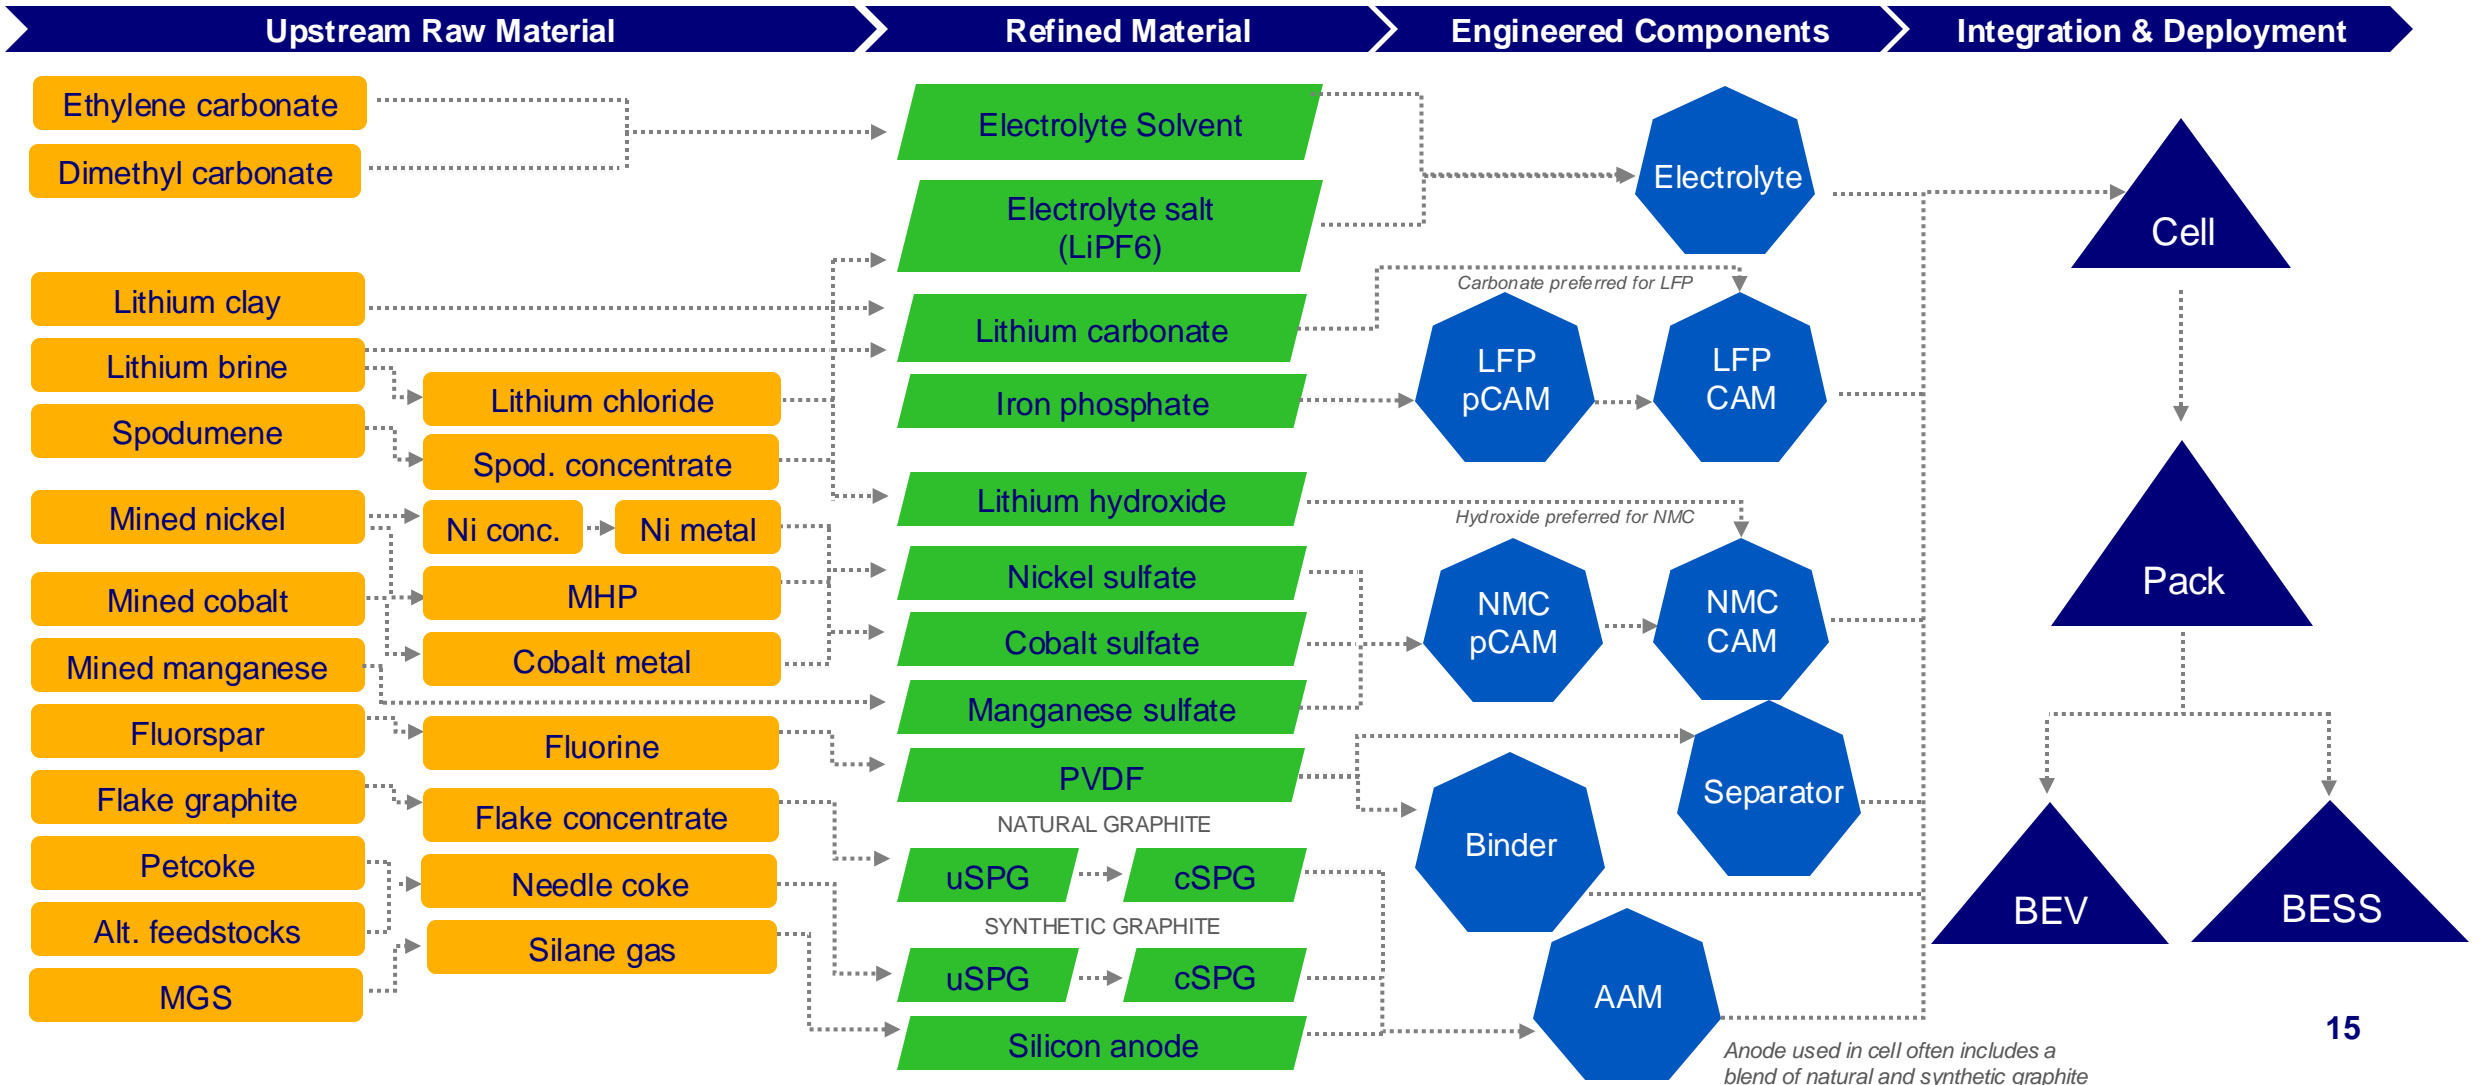 Upstream Raw Material
Refined Material
Engineered Components
Integration & Deployment
Ethylene carbonate
Dimethyl carbonate
Lithium clay
Lithium brine
Spodumene
Mined nickel
Mined cobalt
Mined manganese
Fluorspar
Flake graphite
Petcoke
Alt. feedstocks
MGS
Lithium chloride
Spod. concentrate
Ni conc.
Ni metal
MHP
Cobalt metal
Fluorine
Flake concentrate
Needle coke
Silane gas
Electrolyte Solvent
Electrolyte salt
(LiPF6)
Lithium carbonate
Iron phosphate
Lithium hydroxide
Nickel sulfate
Cobalt sulfate
Manganese sulfate
PVDF
NATURAL GRAPHITE
uSPG
cSPG
SYNTHETIC GRAPHITE
uSPG
cSPG
Silicon anode
Electrolyte
Carbonate preferred for LFP
LFP
pCAM
LFP
CAM
Hydroxide preferred for NMC
NMC
pCAM
NMC
CAM
Separator
Binder
AAM
Anode used in cell often includes a
blend of natural and synthetic graphite
Cell
Pack
BEV
BESS
15